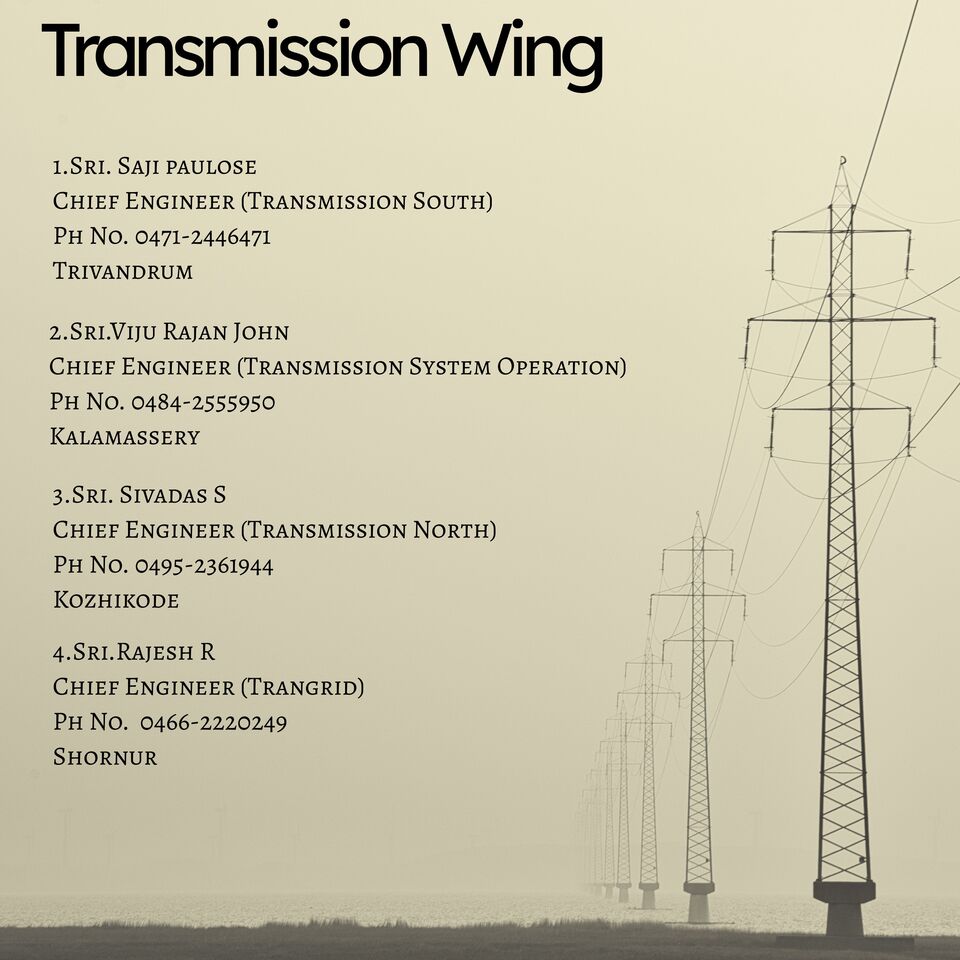 Transmission Wing
1.Sri. Saji paulose
Chief Engineer (Transmission South)
Ph No. 0471-2446471
Trivandrum
2.Sri.Viju Rajan John
Chief Engineer (Transmission System Operation)
Ph No. 0484-2555950
Kalamassery
3.Sri. Sivadas S
Chief Engineer (Transmission North)
Ph No. 0495-2361944
Kozhikode
4.Sri.Rajesh R
Chief Engineer (Trangrid)
Ph No.  0466-2220249
Shornur